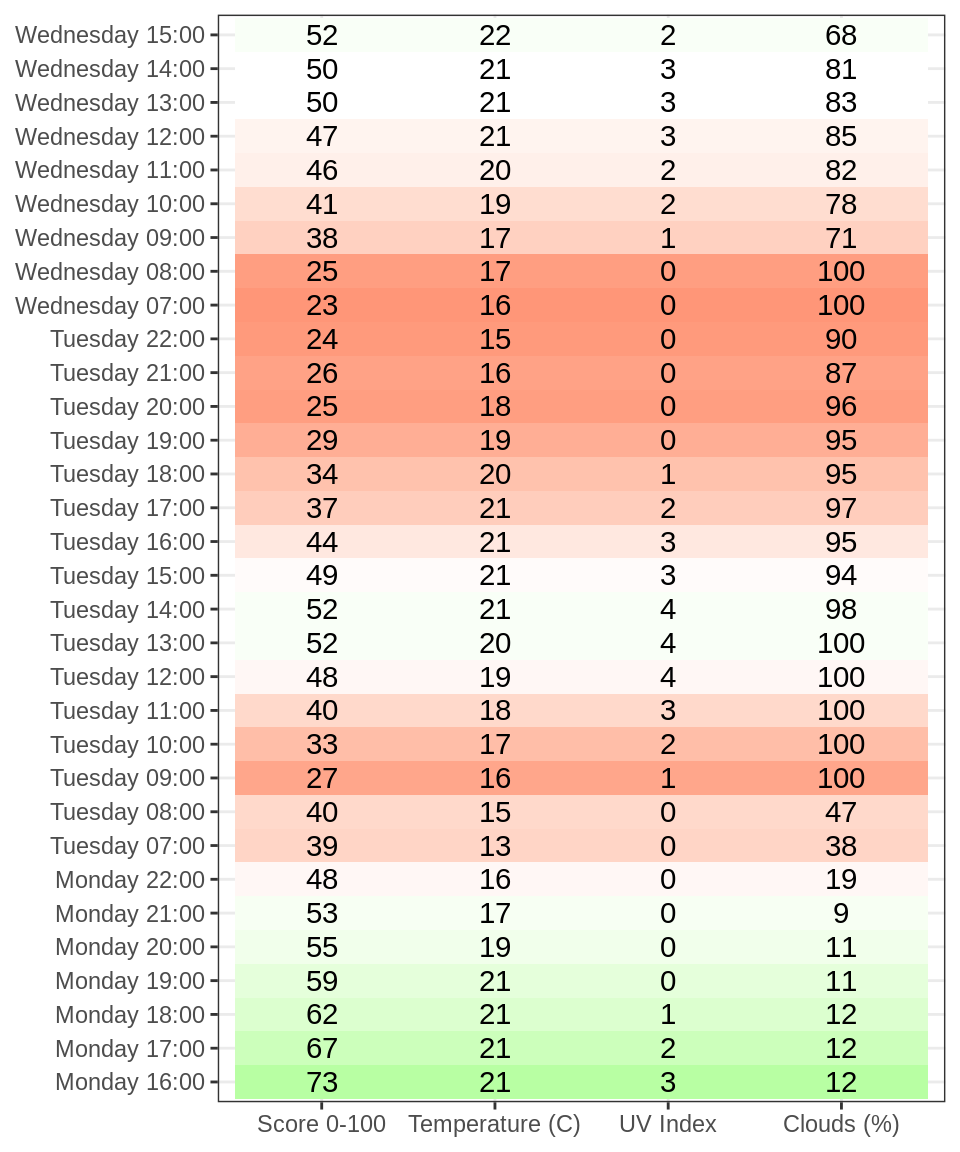 Wednesday 15:00 52 22 2 68
Wednesday 14:00 50 21 3 81
Wednesday 13:00 50 21 3 83
Wednesday 12:00 47 21 3 85
Wednesday 11:00 46 20 2 82
Wednesday 10:00 41 19 2 78
Wednesday 09:00 38 17 1 71
Wednesday 08:00 25 17 0 100
Wednesday 07:00 23 16 0 100
Tuesday 22:00 24 15 0 90
Tuesday 21:00 26 16 0 87
Tuesday 20:00 25 18 0 96
Tuesday 19:00 29 19 0 95
Tuesday 18:00 34 20 1 95
Tuesday 17:00 37 21 2 97
Tuesday 16:00 44 21 3 95
Tuesday 15:00 49 21 3 94
Tuesday 14:00 52 21 4 98
Tuesday 13:00 52 20 4 100
Tuesday 12:00 48 19 4 100
Tuesday 11:00 40 18 3 100
Tuesday 10:00 33 17 2 100
Tuesday 09:00 27 16 1 100
Tuesday 08:00 40 15 0 47
Tuesday 07:00 39 13 0 38
Monday 22:00 48 16 0 19
Monday 21:00 53 17 0 9
Monday 20:00 55 19 0 11
Monday 19:00 59 21 0 11
Monday 18:00 62 21 1 12
Monday 17:00 67 21 2 12
Monday 16:00 73 21 3 12
Score 0-100 Temperature (C) UV Index Clouds (%)